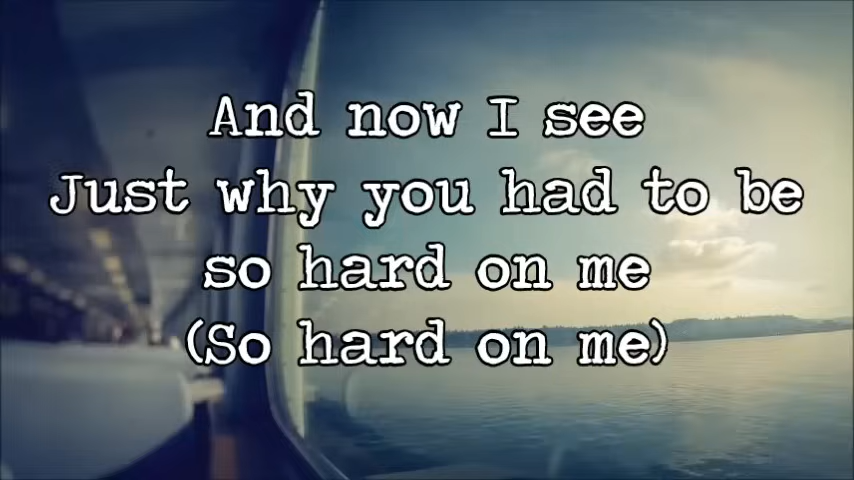 And now I see
Just why you had to be
so hard on me
(So hard on me)